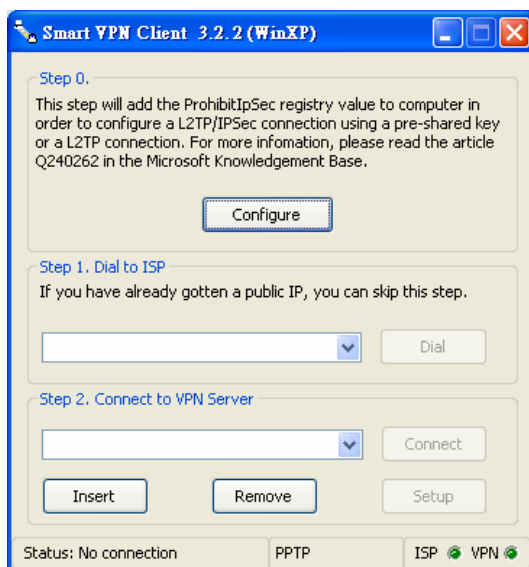 Smart VPN Client 3.2.2 (WinXP)
Step 0.
This step will add the ProhibitIpSec registry value to computer in
order to configure a L2TP/IPSec connection using a pre-shared key
or a L2TP connection. For more infomation, please read the article
Q240262 in the Microsoft Knowledgement Base.
Configure
Step 1. Dial to ISP
If you have already gotten a public IP, you can skip this step.
Dial
Step 2. Connect to VPN Server
Connect
Insert Remove Setup
Status: No connection PPTP ISP VPN